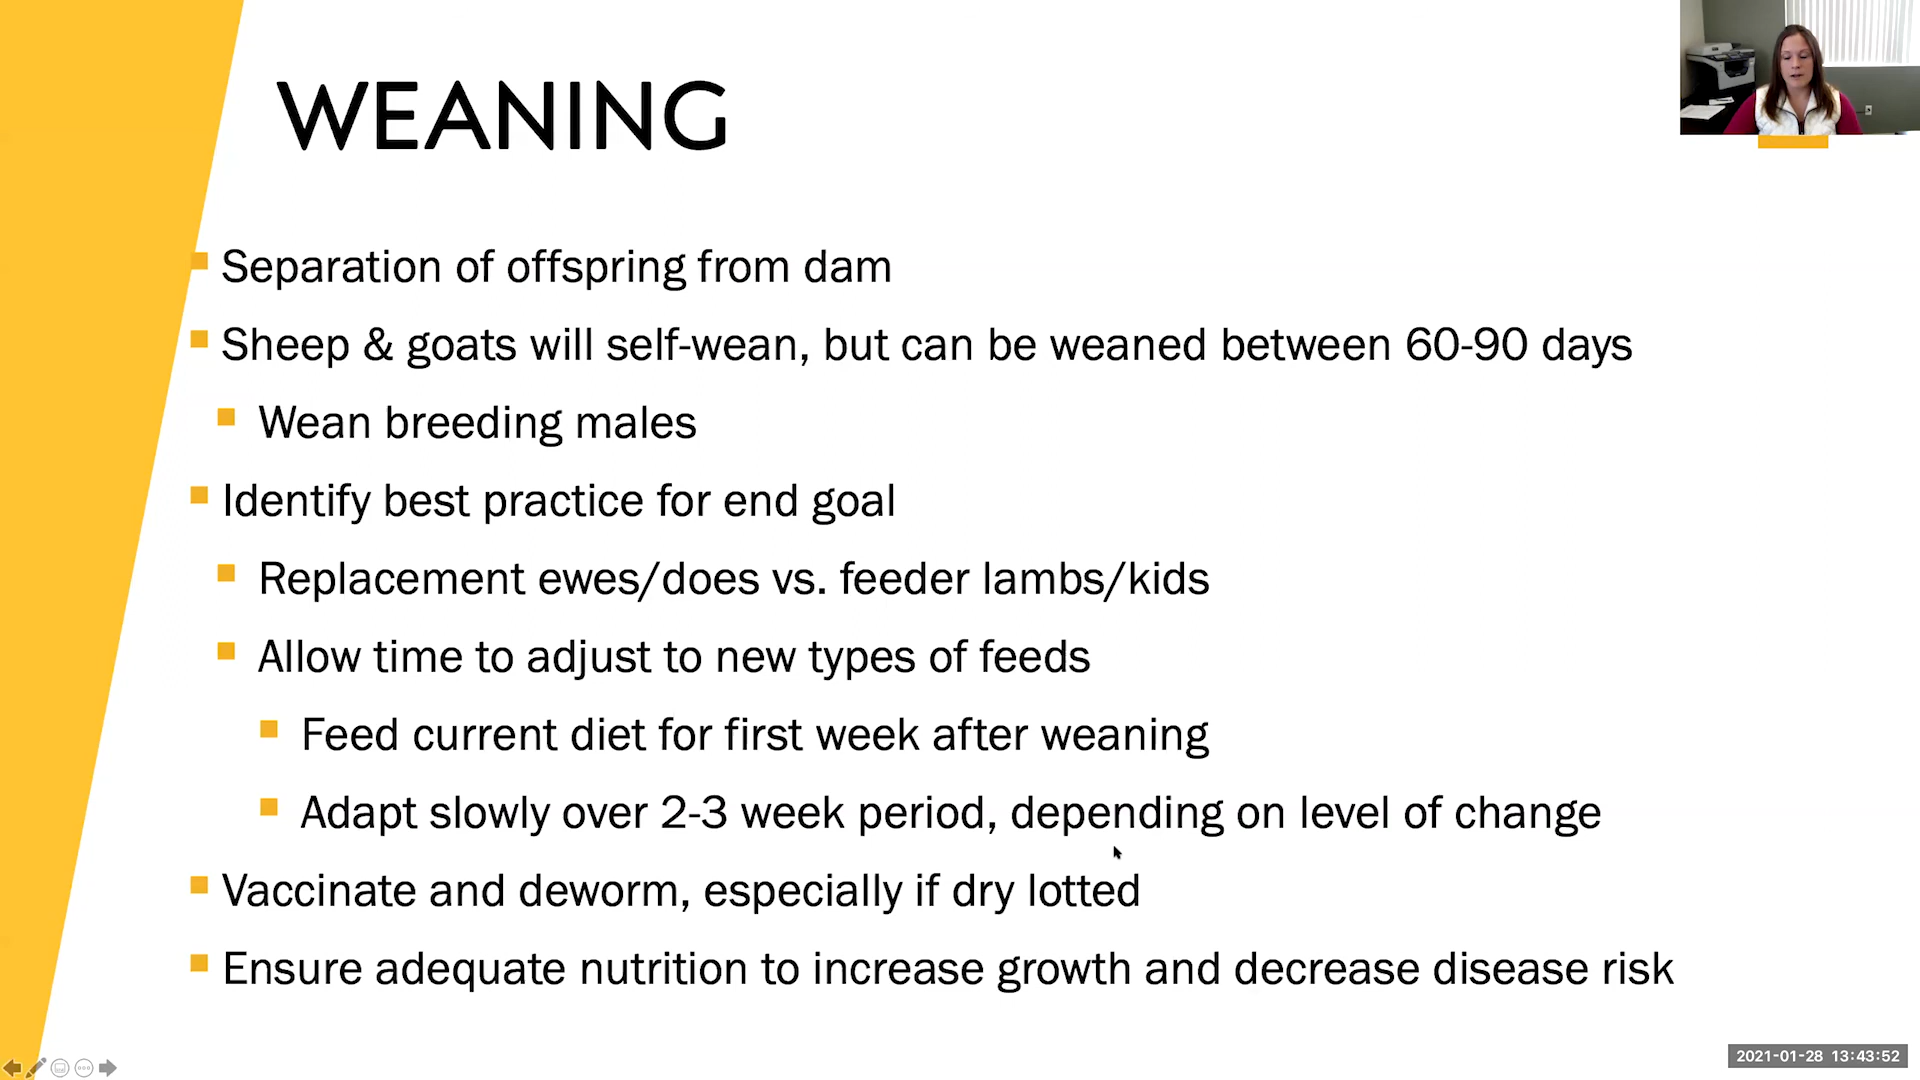 WEANING
Separation of offspring from dam
Sheep & goats will self-wean, but can be weaned between 60-90 days
Wean breeding males
Identify best practice for end goal
Replacement ewes/does vs. feeder lambs/kids
Allow time to adjust to new types of feeds
Feed current diet for first week after weaning
Adapt slowly over 2-3 week period, depending on level of change
Vaccinate and deworm, especially if dry lotted
Ensure adequate nutrition to increase growth and decrease disease risk
2021-01-28 13:43:52